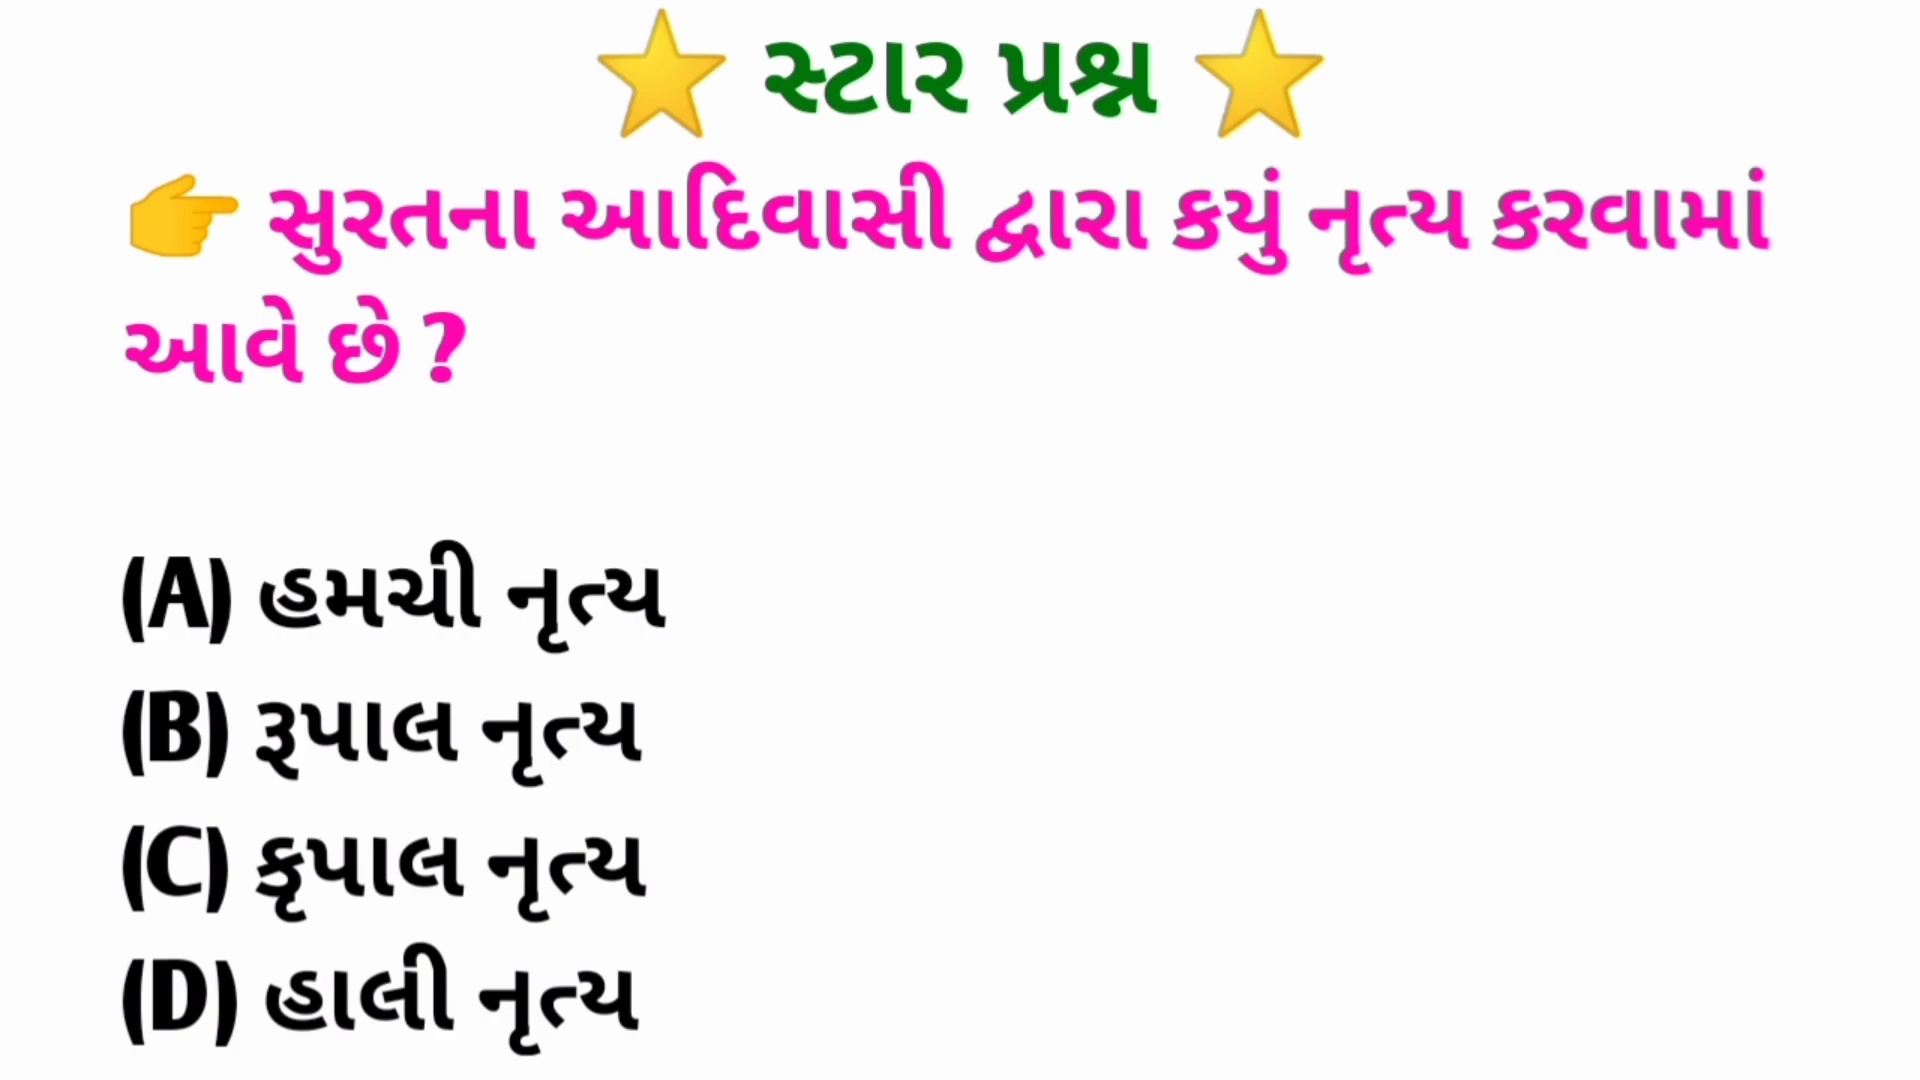 ⭐ સ્ટાર પ્રશ્ન ⭐
👉 સુરતના આદિવાસી દ્વારા કયું નૃત્ય કરવામાં
આવે છે ?
(A) હમચી નૃત્ય
(B) રૂપાલ નૃત્ય
(C) કૃપાલ નૃત્ય
(D) હાલી નૃત્ય